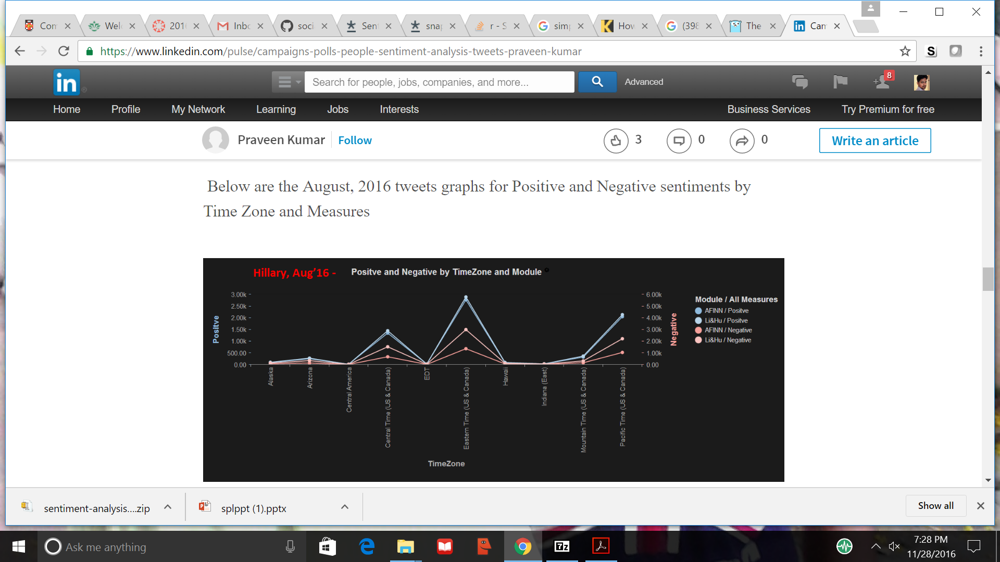 Con
Wel
201
Inbo
soci
Sen
snap
r - S
simp
How
(398
The
Can
https://www.linkedin.com/pulse/campaigns-polls-people-sentiment-analysis-tweets-praveen-kumar
S
in
Search for people, jobs, companies, and more...
Advanced
8
Home Profile My Network Learning Jobs Interests Business Services Try Premium for free
Praveen Kumar Follow 3 0 0 Write an article
Below are the August, 2016 tweets graphs for Positive and Negative sentiments by
Time Zone and Measures
Hillary, Aug'16 - Positve and Negative by TimeZone and Module
Positve
3.00k
2.50k
2.00k
1.50k
1.00k
500.00
0.00
6.00k
5.00k
4.00k
3.00k
2.00k
1.00k
0.00
Negative
Module / All Measures
AFINN / Positve
Li&Hu / Positve
AFINN / Negative
Li&Hu / Negative
Alaska
Arizona
Central America
Central Time (US & Canada)
EDT
Eastern Time (US & Canada)
Hawaii
Indiana (East)
Mountain Time (US & Canada)
Pacific Time (US & Canada)
TimeZone
sentiment-analysis....zip
splppt (1).pptx
Show all
Ask me anything
7z
7:28 PM
11/28/2016